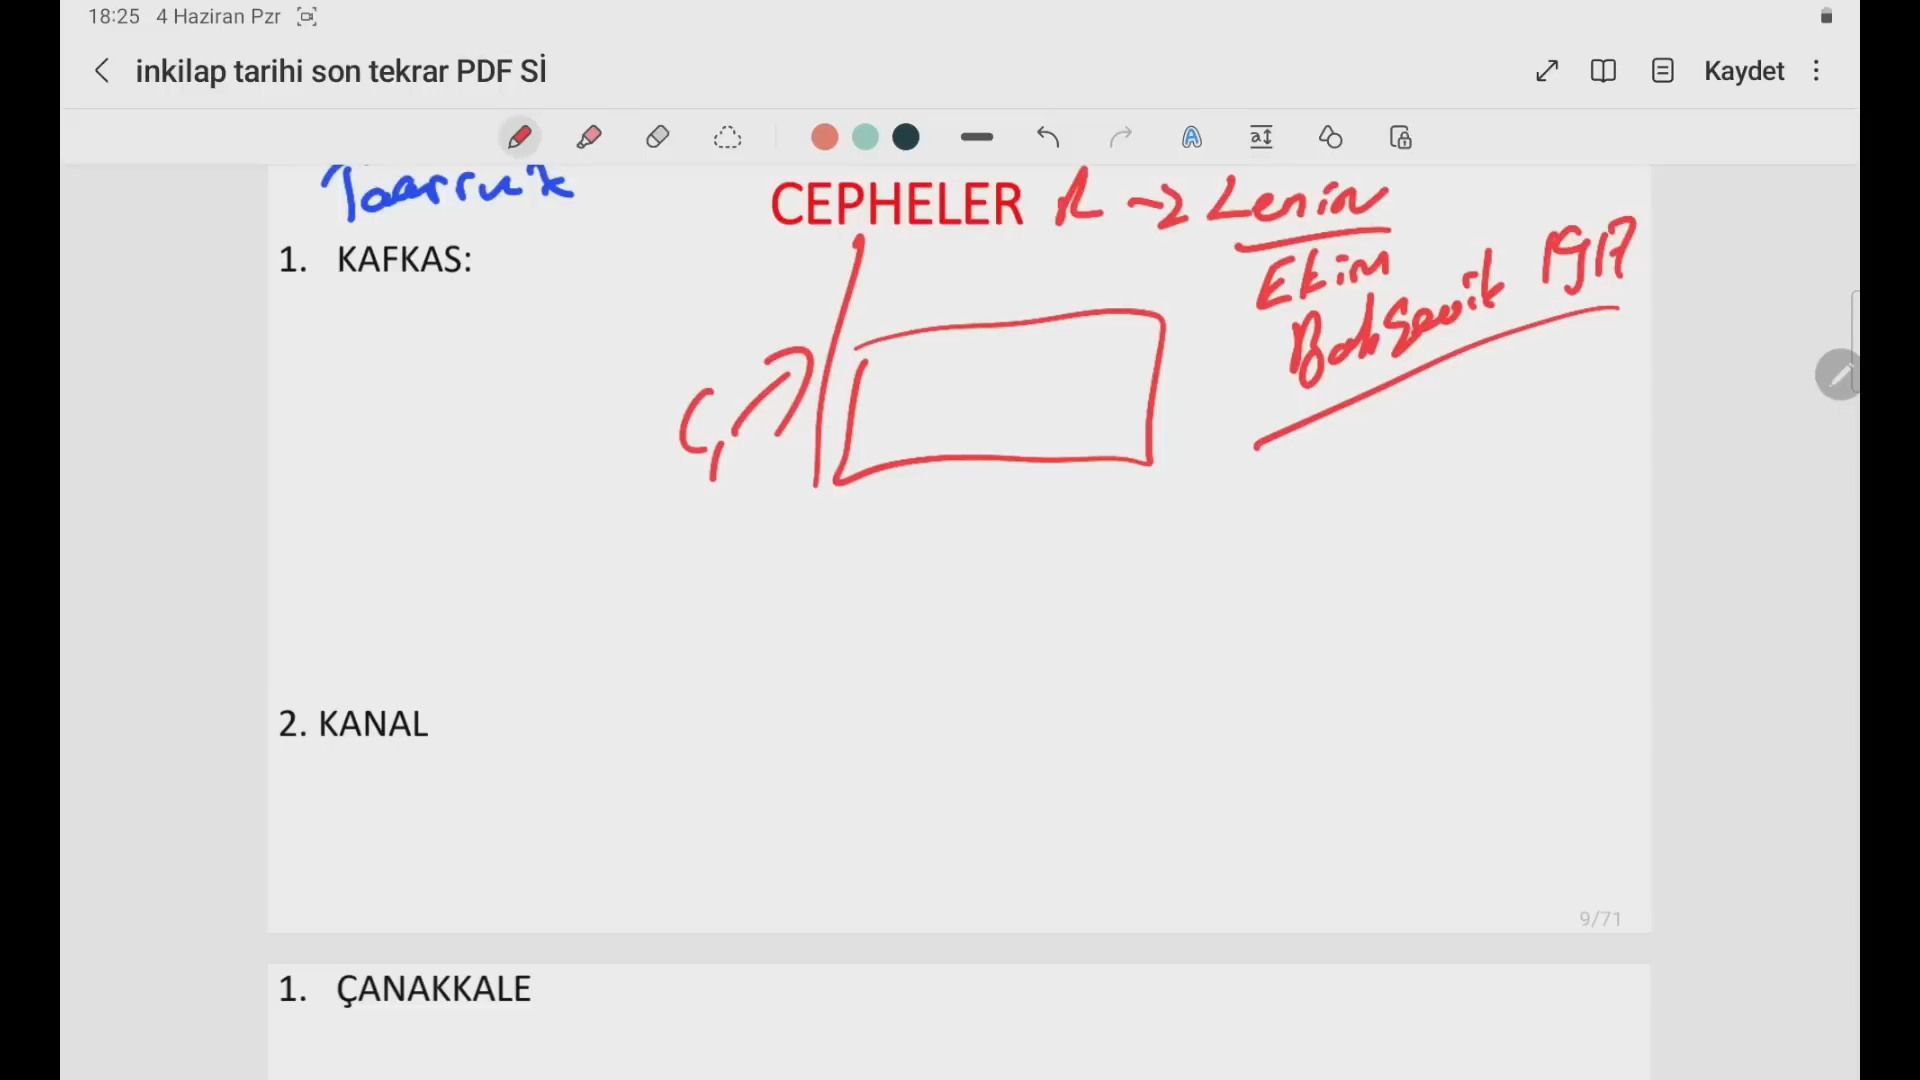 18:25 4 Haziran Pzr
inkilap tarihi son tekrar PDF Sİ
Kaydet
Taarruz
CEPHELER R → Lenin
1. KAFKAS:
Ekim
Bolşevik 1917
2. KANAL
9/71
1. ÇANAKKALE